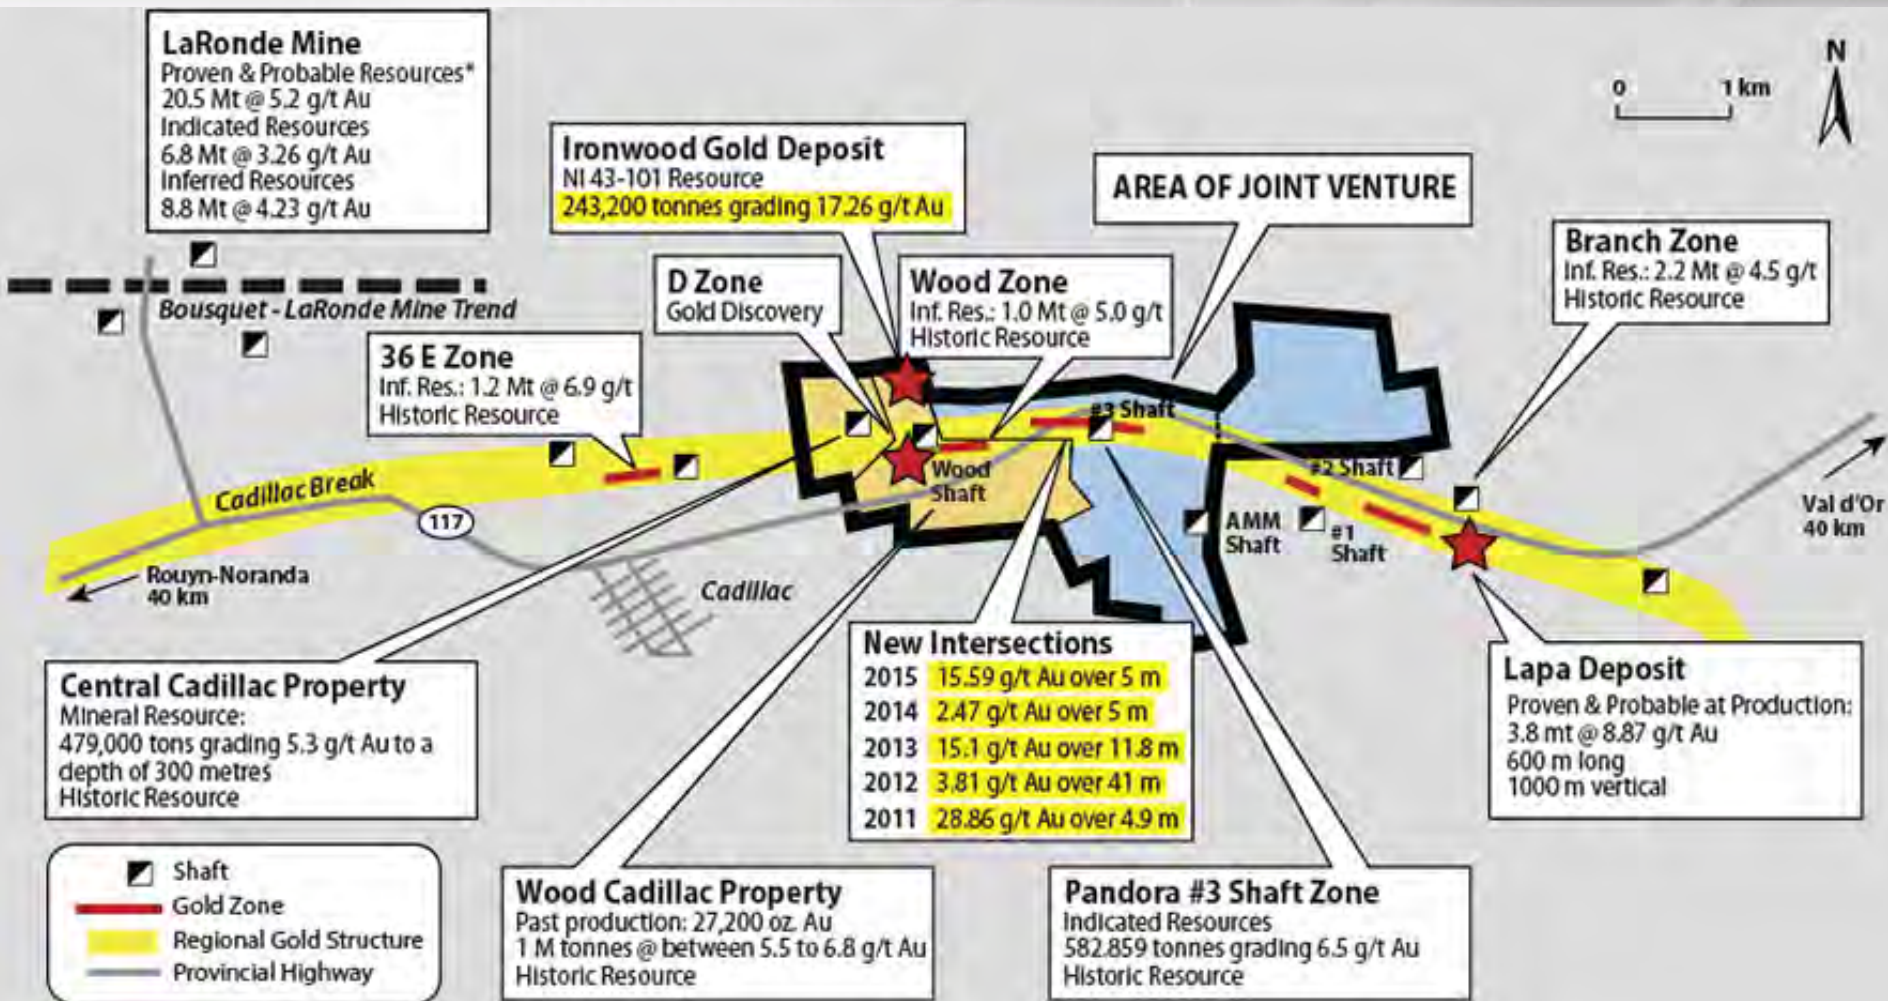 LaRonde Mine
Proven & Probable Resources*
20.5 Mt @ 5.2 g/t Au
Indicated Resources
6.8 Mt @ 3.26 g/t Au
Inferred Resources
8.8 Mt @ 4.23 g/t Au
Ironwood Gold Deposit
NI 43-101 Resource
243,200 tonnes grading 17.26 g/t Au
AREA OF JOINT VENTURE
0 1 km
N
Branch Zone
Inf. Res.: 2.2 Mt @ 4.5 g/t
Historic Resource
D Zone
Gold Discovery
Wood Zone
Inf. Res.: 1.0 Mt @ 5.0 g/t
Historic Resource
Bousquet - LaRonde Mine Trend
36 E Zone
Inf. Res.: 1.2 Mt @ 6.9 g/t
Historic Resource
#3 Shaft
Wood
Shaft
#2 Shaft
Cadillac Break
117
AMM
Shaft
#1
Shaft
Val d'Or
40 km
Rouyn-Noranda
40 km
Cadillac
New Intersections
2015 15.59 g/t Au over 5 m
2014 2.47 g/t Au over 5 m
2013 15.1 g/t Au over 11.8 m
2012 3.81 g/t Au over 41 m
2011 28.86 g/t Au over 4.9 m
Central Cadillac Property
Mineral Resource:
479,000 tons grading 5.3 g/t Au to a
depth of 300 metres
Historic Resource
Lapa Deposit
Proven & Probable at Production:
3.8 mt @ 8.87 g/t Au
600 m long
1000 m vertical
Shaft
Gold Zone
Regional Gold Structure
Provincial Highway
Wood Cadillac Property
Past production: 27,200 oz. Au
1 M tonnes @ between 5.5 to 6.8 g/t Au
Historic Resource
Pandora #3 Shaft Zone
Indicated Resources
582.859 tonnes grading 6.5 g/t Au
Historic Resource